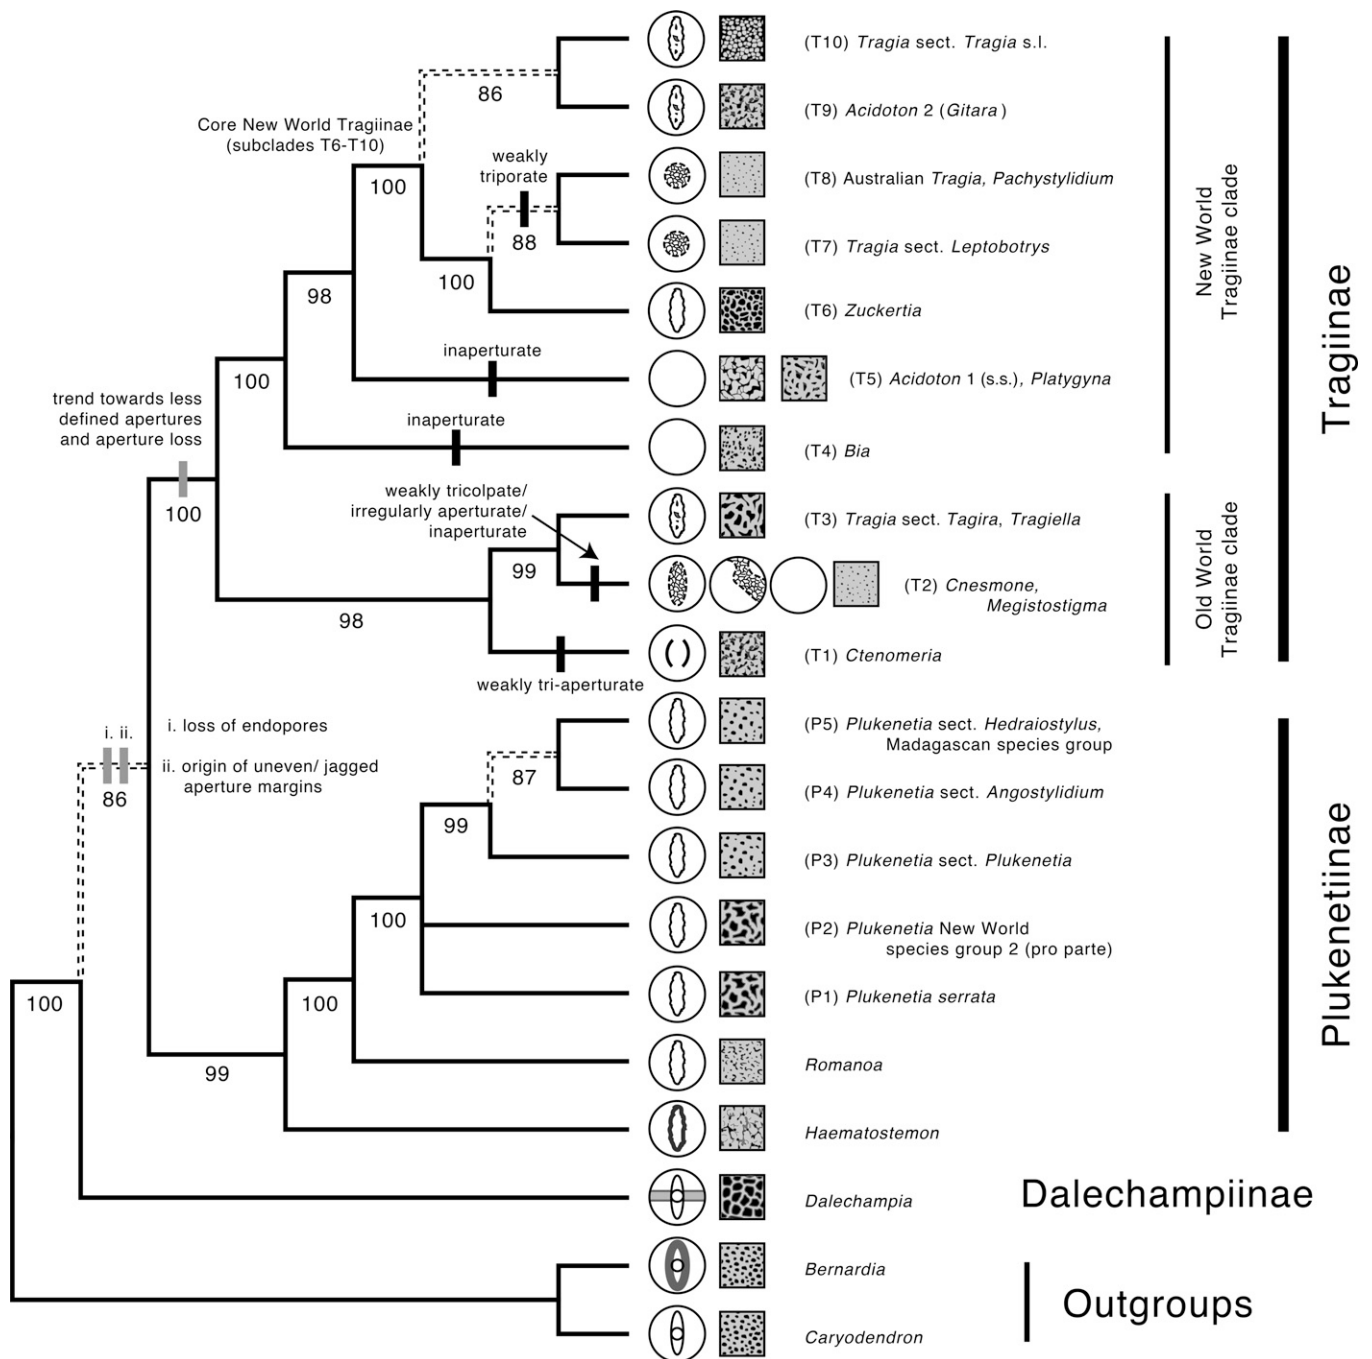 (T10) Tragia sect. Tragia s.l.
86
(T9) Acidoton 2 (Gitara)
Core New World Tragiinae
(subclades T6-T10)
weakly
triporate
100
(T8) Australian Tragia, Pachystylidium
88
(T7) Tragia sect. Leptobotrys
100
98
(T6) Zuckertia
inaperturate
100
(T5) Acidoton 1 (s.s.), Platygyna
trend towards less
defined apertures
and aperture loss
inaperturate
(T4) Bia
New World
Tragiinae clade
weakly tricolpate/
irregularly aperturate/
inaperturate
100
(T3) Tragia sect. Tagira, Tragiella
99
(T2) Cnesmone,
Megistostigma
98
(T1) Ctenomeria
weakly tri-aperturate
Old World
Tragiinae clade
Tragiinae
i. ii.
i. loss of endopores
ii. origin of uneven/ jagged
aperture margins
86
(P5) Plukenetia sect. Hedraiostylus,
Madagascan species group
87
(P4) Plukenetia sect. Angostylidium
99
(P3) Plukenetia sect. Plukenetia
100
(P2) Plukenetia New World
species group 2 (pro parte)
100
(P1) Plukenetia serrata
100
99
Romanoa
Haematostemon
Plukenetiinae
Dalechampia
Dalechampiinae
Bernardia
Outgroups
Caryodendron